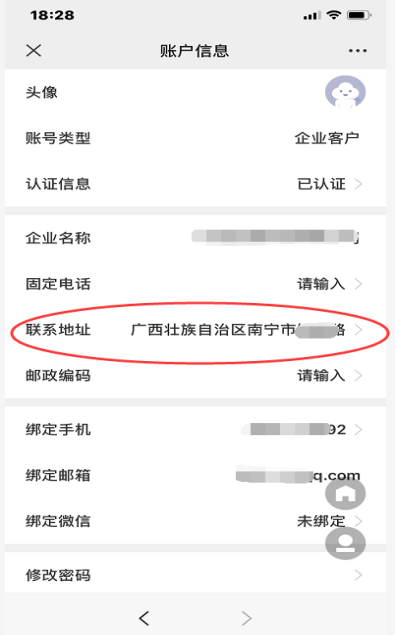 18:28
账户信息
头像
账号类型 企业客户
认证信息 已认证
企业名称
固定电话 请输入
联系地址 广西壮族自治区南宁市 路
邮政编码 请输入
绑定手机 02
绑定邮箱 q.com
绑定微信 未绑定
修改密码